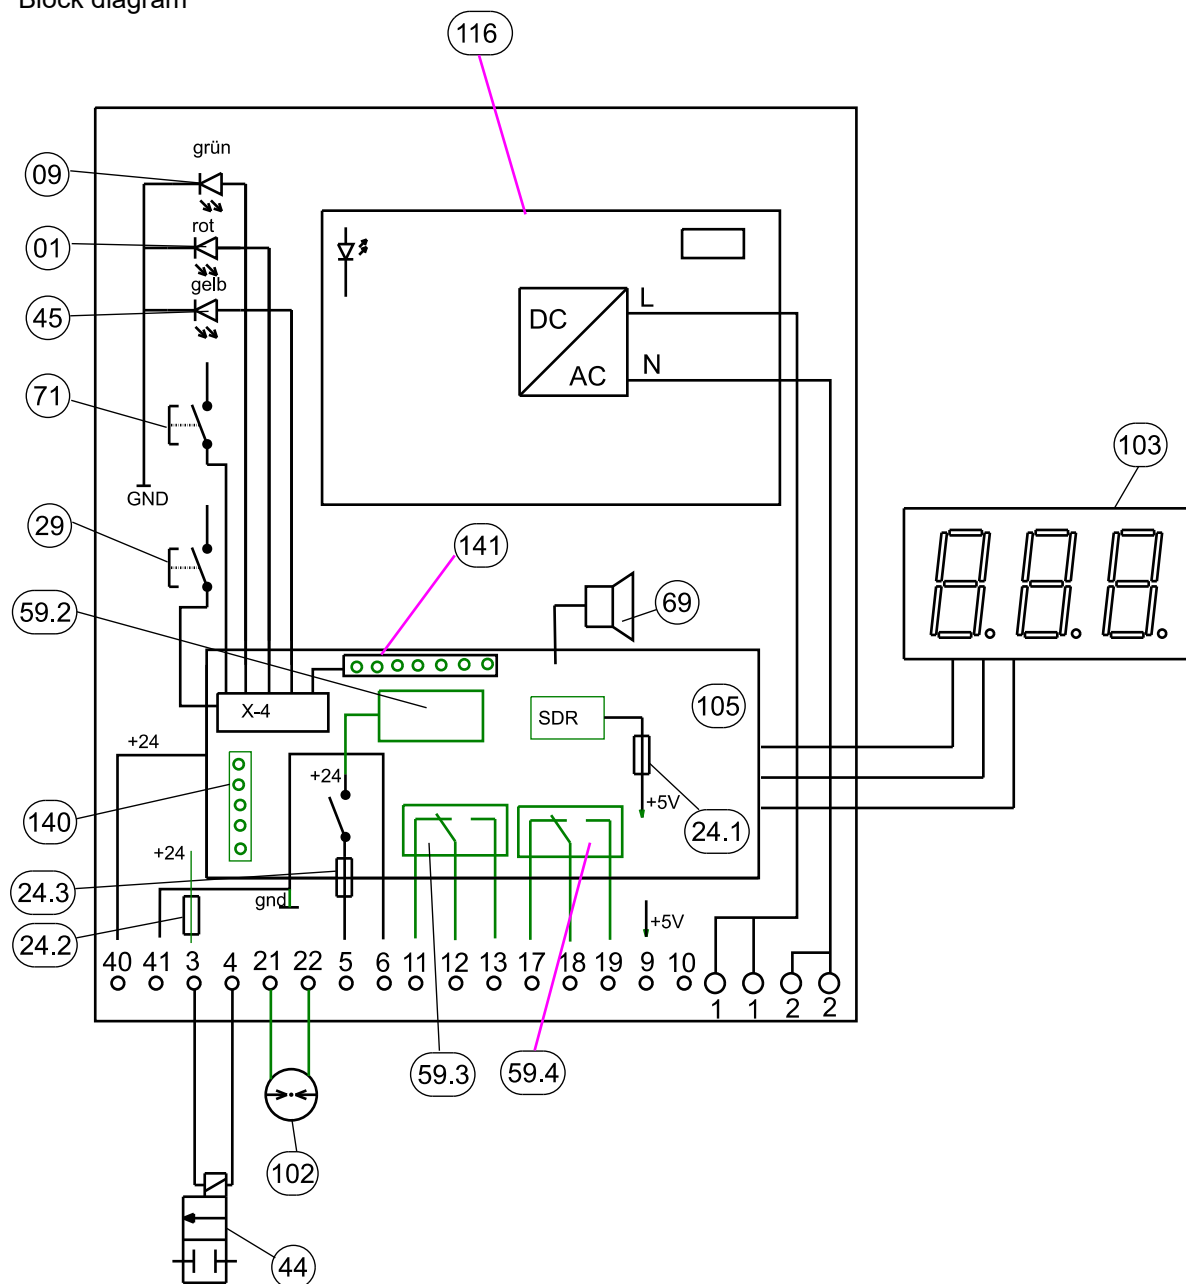 Block diagram
116
grün
09
rot
01
gelb
45
L
DC
N
AC
71
103
GND
29
141
59.2
69
X-4
SDR
105
+24
+24
+5V
140
24.1
+24
24.3
gnd
+5V
24.2
40 41 3 4 21 22 5 6 11 12 13 17 18 19 9 10
1 1 2 2
59.3
59.4
102
44